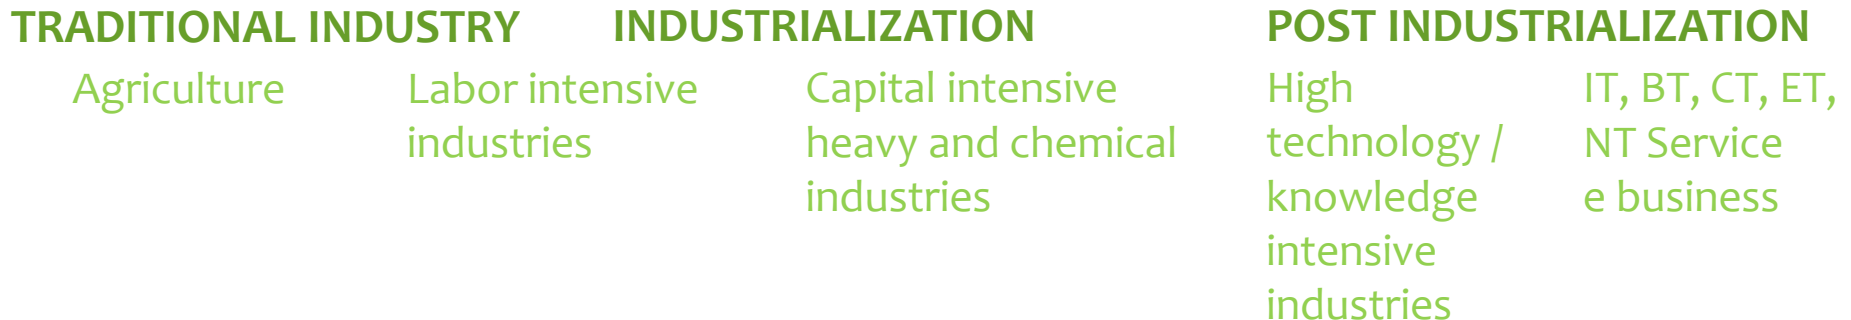 TRADITIONAL INDUSTRY
INDUSTRIALIZATION
POST INDUSTRIALIZATION
Agriculture
Labor intensive
industries
Capital intensive
heavy and chemical
industries
High
technology /
knowledge
intensive
industries
IT, BT, CT, ET,
NT Service
e business